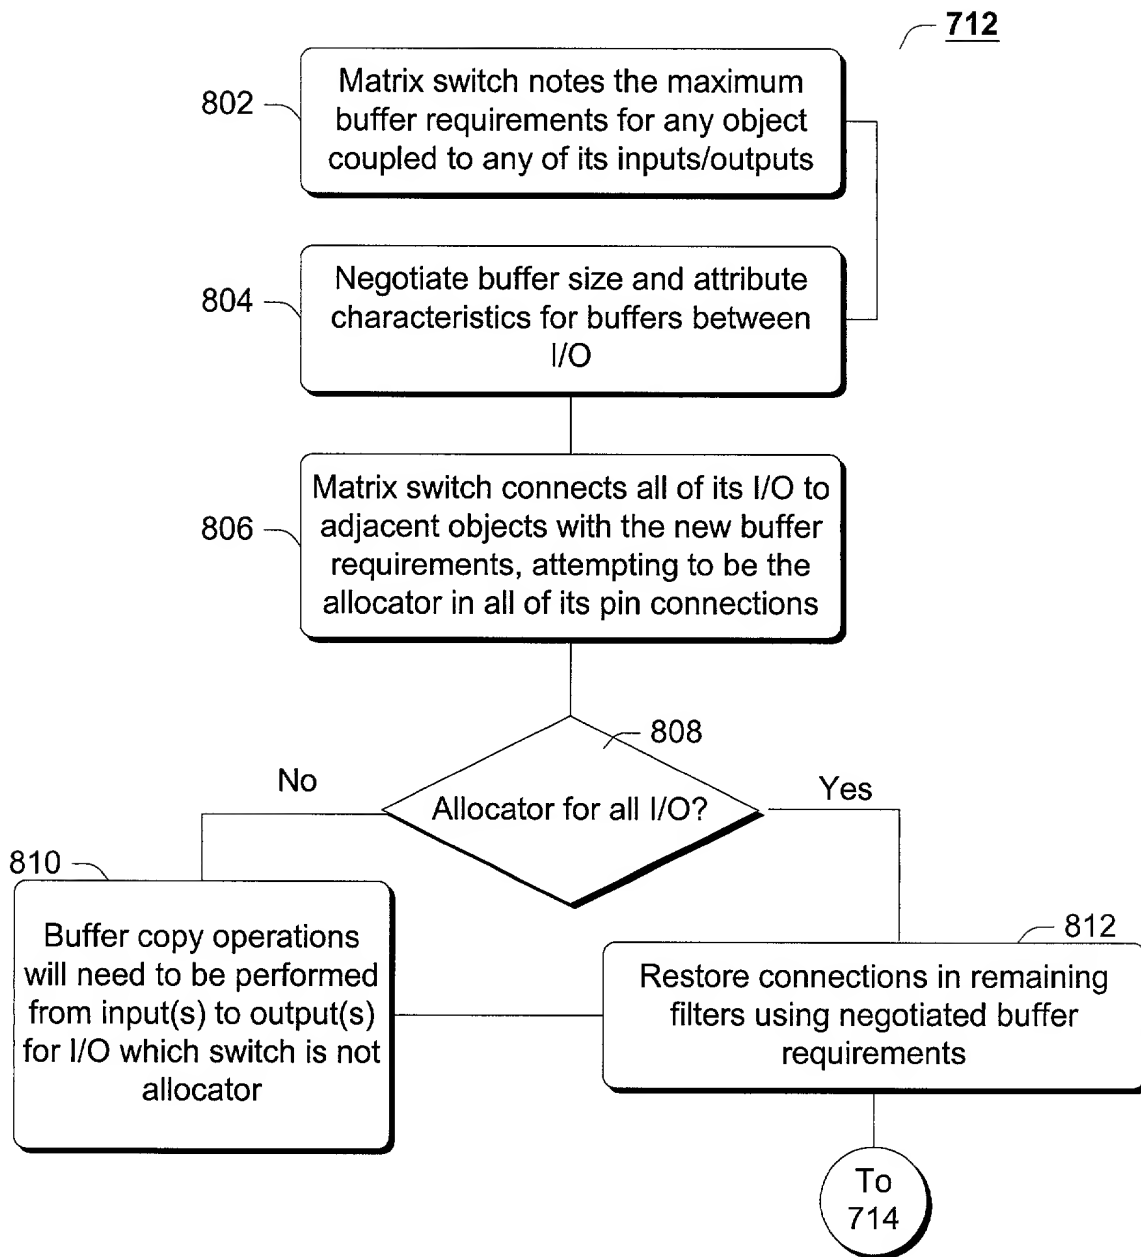 712
802
Matrix switch notes the maximum
buffer requirements for any object
coupled to any of its inputs/outputs
804
Negotiate buffer size and attribute
characteristics for buffers between
I/O
806
Matrix switch connects all of its I/O to
adjacent objects with the new buffer
requirements, attempting to be the
allocator in all of its pin connections
808
No
Allocator for all I/O?
Yes
810
Buffer copy operations
will need to be performed
from input(s) to output(s)
for I/O which switch is not
allocator
812
Restore connections in remaining
filters using negotiated buffer
requirements
To
714